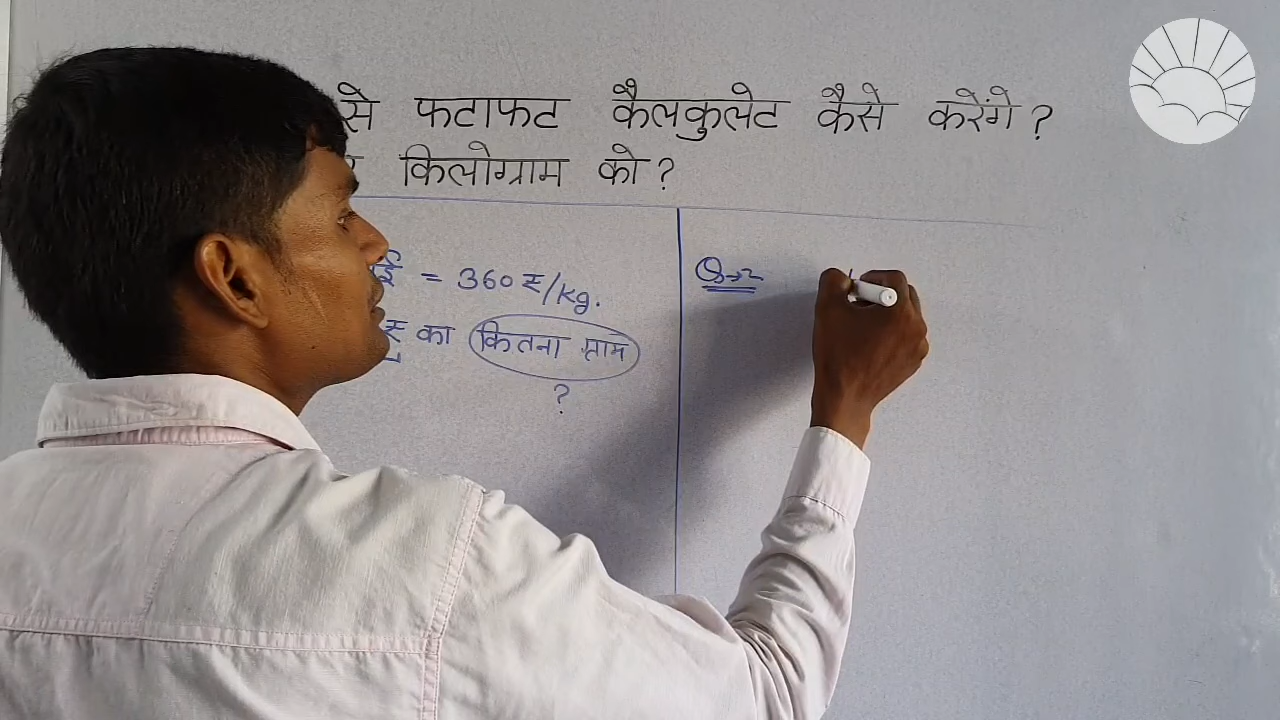 से फटाफट कैलकुलेट कैसे करेंगे ?
किलोग्राम को ?
= 360 ₹/kg.
₹ का कितना ग्राम
?
Q→2